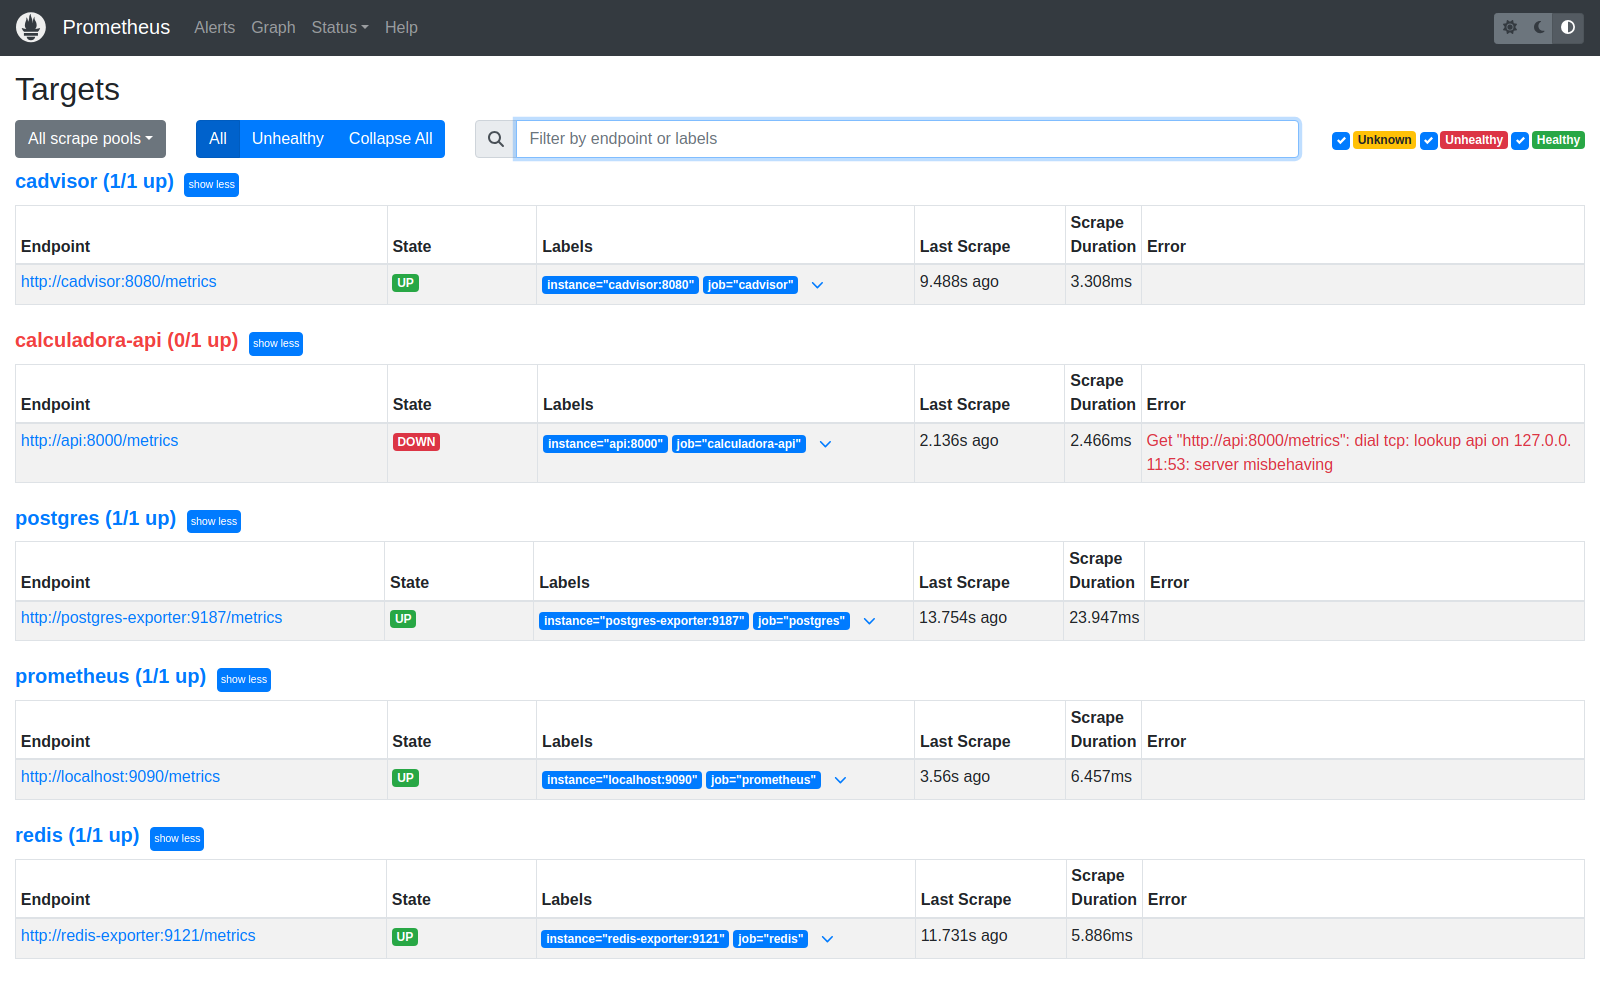 Prometheus Alerts Graph Status Help
Targets
All scrape pools All Unhealthy Collapse All Filter by endpoint or labels Unknown Unhealthy Healthy
cadvisor (1/1 up) show less
Endpoint State Labels Last Scrape Scrape Duration Error
http://cadvisor:8080/metrics UP instance="cadvisor:8080" job="cadvisor" 9.488s ago 3.308ms
calculadora-api (0/1 up) show less
Endpoint State Labels Last Scrape Scrape Duration Error
http://api:8000/metrics DOWN instance="api:8000" job="calculadora-api" 2.136s ago 2.466ms Get "http://api:8000/metrics": dial tcp: lookup api on 127.0.0.
11:53: server misbehaving
postgres (1/1 up) show less
Endpoint State Labels Last Scrape Scrape Duration Error
http://postgres-exporter:9187/metrics UP instance="postgres-exporter:9187" job="postgres" 13.754s ago 23.947ms
prometheus (1/1 up) show less
Endpoint State Labels Last Scrape Scrape Duration Error
http://localhost:9090/metrics UP instance="localhost:9090" job="prometheus" 3.56s ago 6.457ms
redis (1/1 up) show less
Endpoint State Labels Last Scrape Scrape Duration Error
http://redis-exporter:9121/metrics UP instance="redis-exporter:9121" job="redis" 11.731s ago 5.886ms